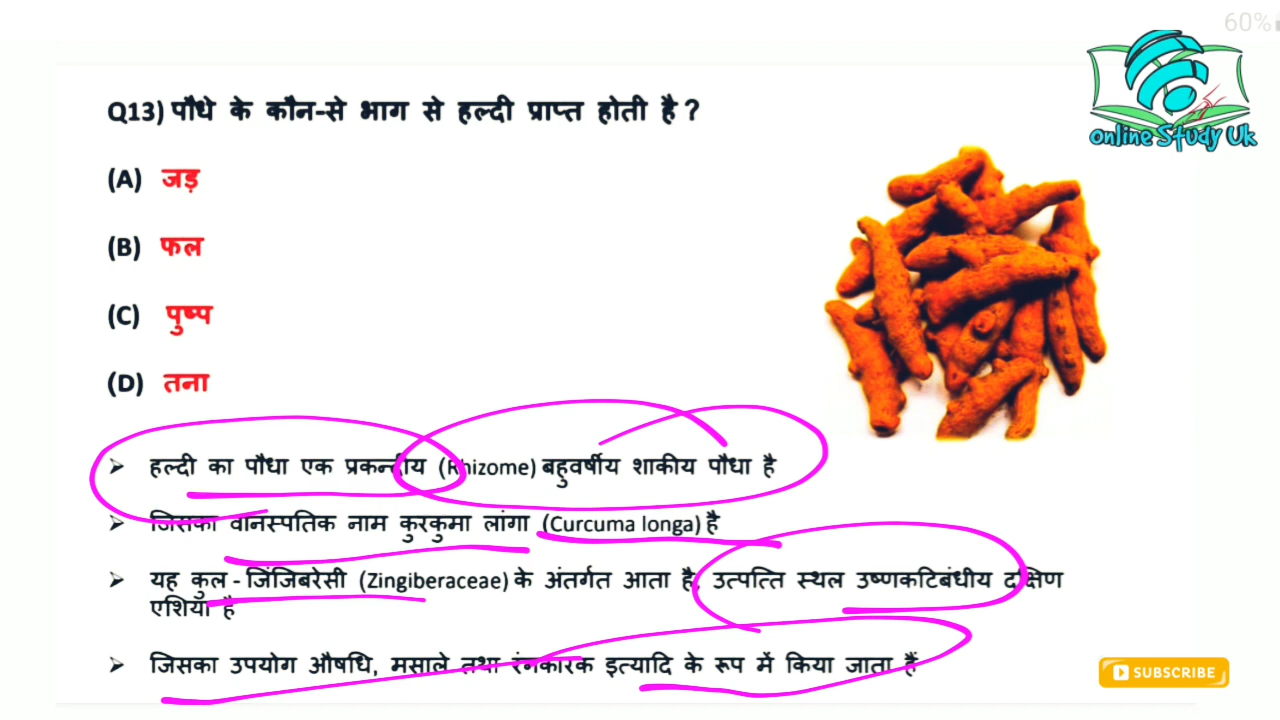 60%
Online Study Uk
Q13) पौधे के कौन-से भाग से हल्दी प्राप्त होती है ?
(A) जड़
(B) फल
(C) पुष्प
(D) तना
➢ हल्दी का पौधा एक प्रकन्दीय (Rhizome) बहुवर्षीय शाकीय पौधा है
➢ जिसका वानस्पतिक नाम कुरकुमा लांगा (Curcuma longa) है
➢ यह कुल - जिंजिबरेसी (Zingiberaceae) के अंतर्गत आता है, उत्पत्ति स्थल उष्णकटिबंधीय दक्षिण
एशिया है
➢ जिसका उपयोग औषधि, मसाले तथा रंगकारक इत्यादि के रूप में किया जाता हैं
SUBSCRIBE